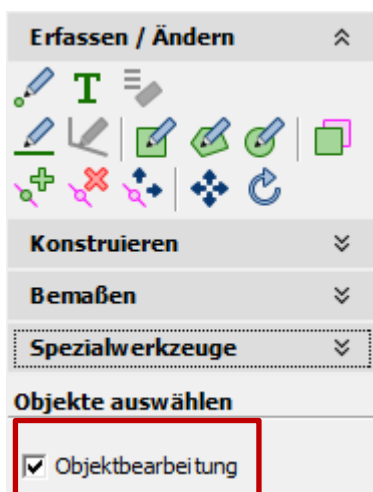 Erfassen / Ändern
T
Konstruieren
Bemaßen
Spezialwerkzeuge
Objekte auswählen
Objektbearbeitung